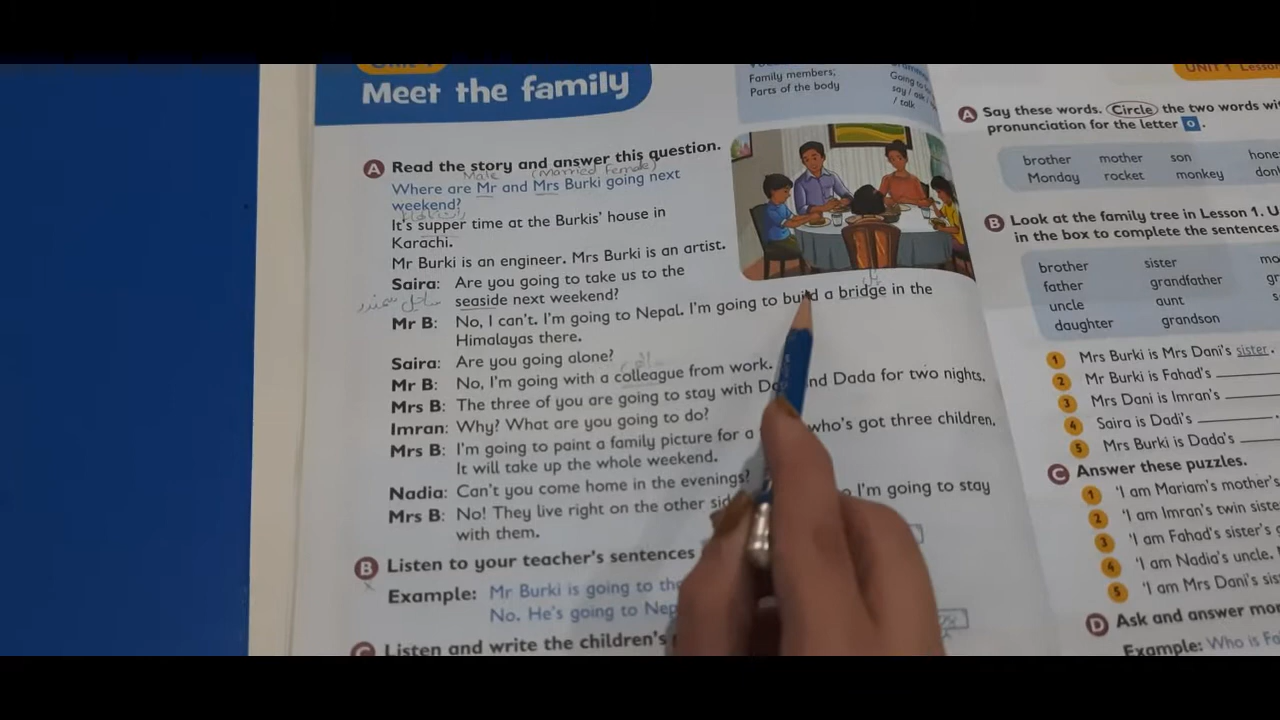 Meet the family
Family members;
Parts of the body
Going to
say / ask /
/ talk
A Read the story and answer this question.
Male (Married Female)
Where are Mr and Mrs Burki going next
weekend?
It's supper time at the Burkis' house in
Karachi.
Mr Burki is an engineer. Mrs Burki is an artist.
Saira: Are you going to take us to the
seaside next weekend?
ساحل سمندر
پل
Mr B: No, I can't. I'm going to Nepal. I'm going to build a bridge in the
Himalayas there.
Saira: Are you going alone?
Mr B: No, I'm going with a colleague from work.
Mrs B: The three of you are going to stay with and Dada for two nights.
Imran: Why? What are you going to do?
Mrs B: I'm going to paint a family picture for a who's got three children.
It will take up the whole weekend.
Nadia: Can't you come home in the evenings?
Mrs B: No! They live right on the other I'm going to stay
with them.
B Listen to your teacher's sentences
Example: Mr Burki is going to
No. He's going to
C Listen and write the children's
UNIT 1
A Say these words. Circle the two words
pronunciation for the letter o.
brother mother son
Monday rocket monkey
B Look at the family tree in Lesson 1.
in the box to complete the sentences
brother sister
father grandfather
uncle aunt
daughter grandson
1 Mrs Burki is Mrs Dani's sister.
2 Mr Burki is Fahad's
3 Mrs Dani is Imran's
4 Saira is Dadi's
5 Mrs Burki is Dada's
C Answer these puzzles.
1 'I am Mariam's mother's
2 'I am Imran's twin
3 'I am Fahad's sister's
4 'I am Nadia's uncle.
5 'I am Mrs Dani's
D Ask and answer
Example: Who is